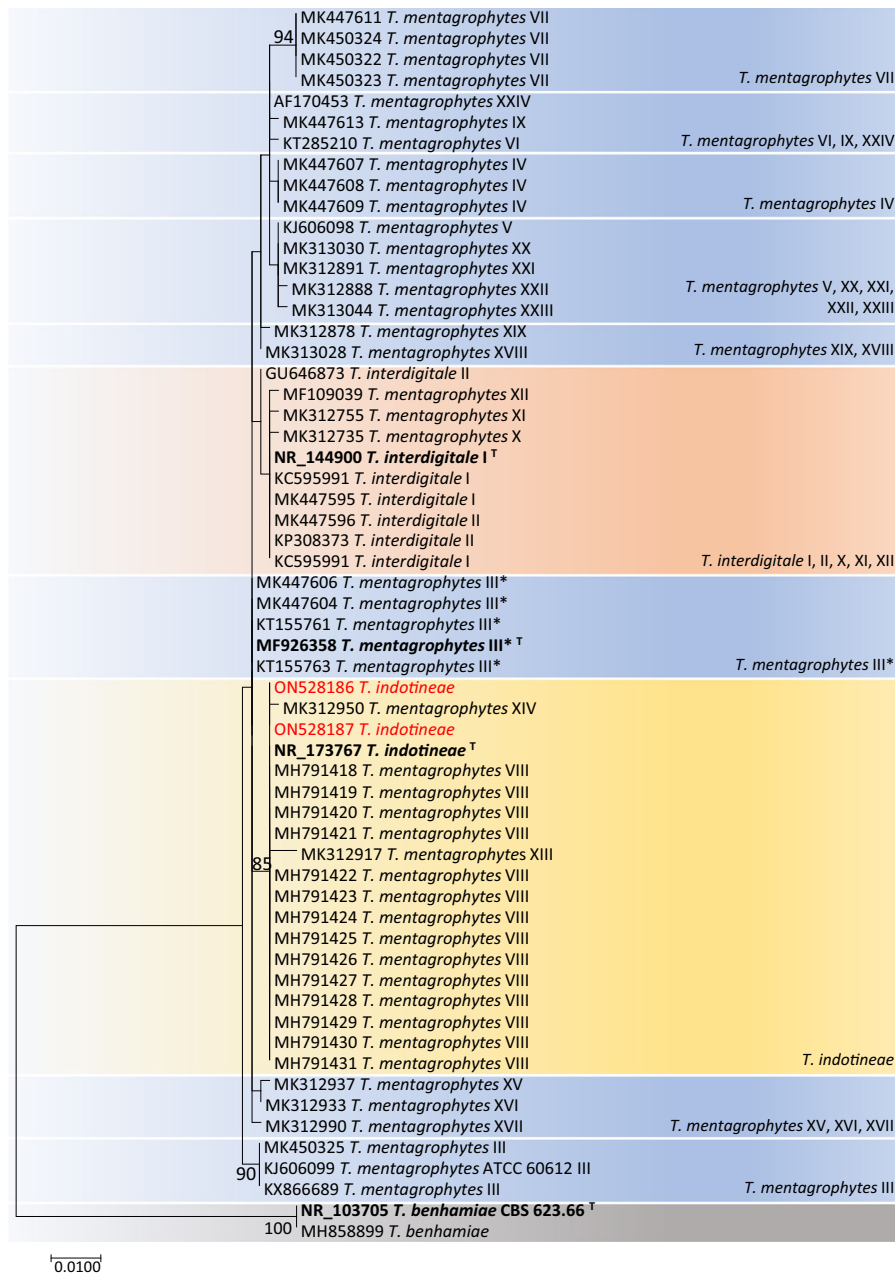 MK447611 T. mentagrophytes VII
94
MK450324 T. mentagrophytes VII
MK450322 T. mentagrophytes VII
MK450323 T. mentagrophytes VII
T. mentagrophytes VII
AF170453 T. mentagrophytes XXIV
MK447613 T. mentagrophytes IX
KT285210 T. mentagrophytes VI
T. mentagrophytes VI, IX, XXIV
MK447607 T. mentagrophytes IV
MK447608 T. mentagrophytes IV
MK447609 T. mentagrophytes IV
T. mentagrophytes IV
KJ606098 T. mentagrophytes V
MK313030 T. mentagrophytes XX
MK312891 T. mentagrophytes XXI
MK312888 T. mentagrophytes XXII
MK313044 T. mentagrophytes XXIII
T. mentagrophytes V, XX, XXI,
XXII, XXIII
MK312878 T. mentagrophytes XIX
MK313028 T. mentagrophytes XVIII
T. mentagrophytes XIX, XVIII
GU646873 T. interdigitale II
MF109039 T. mentagrophytes XII
MK312755 T. mentagrophytes XI
MK312735 T. mentagrophytes X
NR_144900 T. interdigitale I T
KC595991 T. interdigitale I
MK447595 T. interdigitale I
MK447596 T. interdigitale II
KP308373 T. interdigitale II
KC595991 T. interdigitale I
T. interdigitale I, II, X, XI, XII
MK447606 T. mentagrophytes III*
MK447604 T. mentagrophytes III*
KT155761 T. mentagrophytes III*
MF926358 T. mentagrophytes III* T
KT155763 T. mentagrophytes III*
T. mentagrophytes III*
ON528186 T. indotineae
MK312950 T. mentagrophytes XIV
ON528187 T. indotineae
NR_173767 T. indotineae T
MH791418 T. mentagrophytes VIII
MH791419 T. mentagrophytes VIII
MH791420 T. mentagrophytes VIII
MH791421 T. mentagrophytes VIII
MK312917 T. mentagrophytes XIII
85
MH791422 T. mentagrophytes VIII
MH791423 T. mentagrophytes VIII
MH791424 T. mentagrophytes VIII
MH791425 T. mentagrophytes VIII
MH791426 T. mentagrophytes VIII
MH791427 T. mentagrophytes VIII
MH791428 T. mentagrophytes VIII
MH791429 T. mentagrophytes VIII
MH791430 T. mentagrophytes VIII
MH791431 T. mentagrophytes VIII
T. indotineae
MK312937 T. mentagrophytes XV
MK312933 T. mentagrophytes XVI
MK312990 T. mentagrophytes XVII
T. mentagrophytes XV, XVI, XVII
MK450325 T. mentagrophytes III
KJ606099 T. mentagrophytes ATCC 60612 III
90
KX866689 T. mentagrophytes III
T. mentagrophytes III
NR_103705 T. benhamiae CBS 623.66 T
100
MH858899 T. benhamiae
0.0100